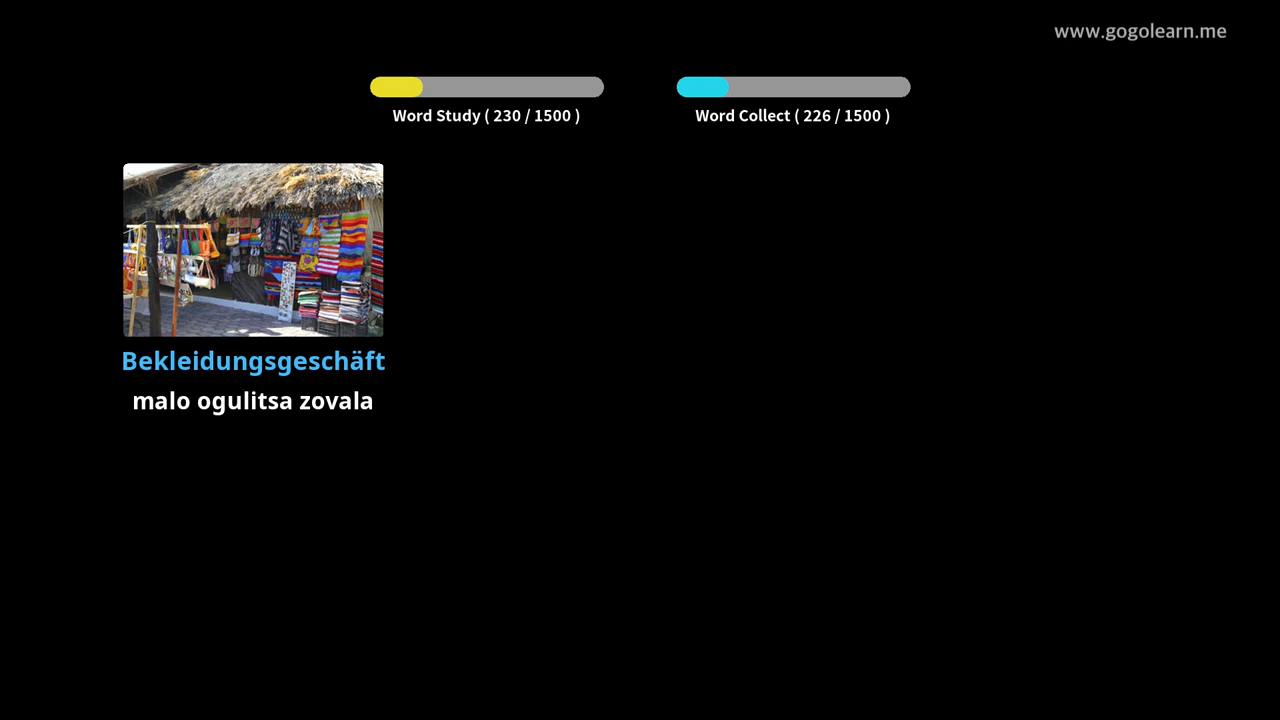 www.gogolearn.me
Word Study ( 230 / 1500 )
Word Collect ( 226 / 1500 )
Bekleidungsgeschäft
malo ogulitsa zovala